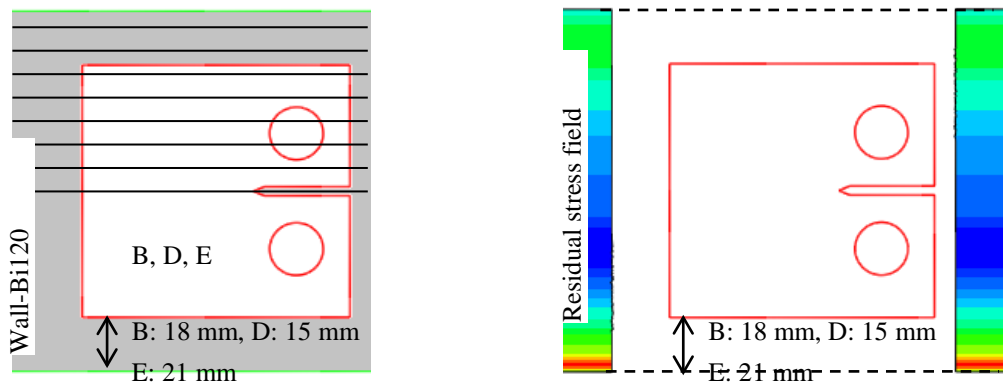 Wall-Bi120
B, D, E
B: 18 mm, D: 15 mm
E: 21 mm
Residual stress field
B: 18 mm, D: 15 mm
E: 21 mm